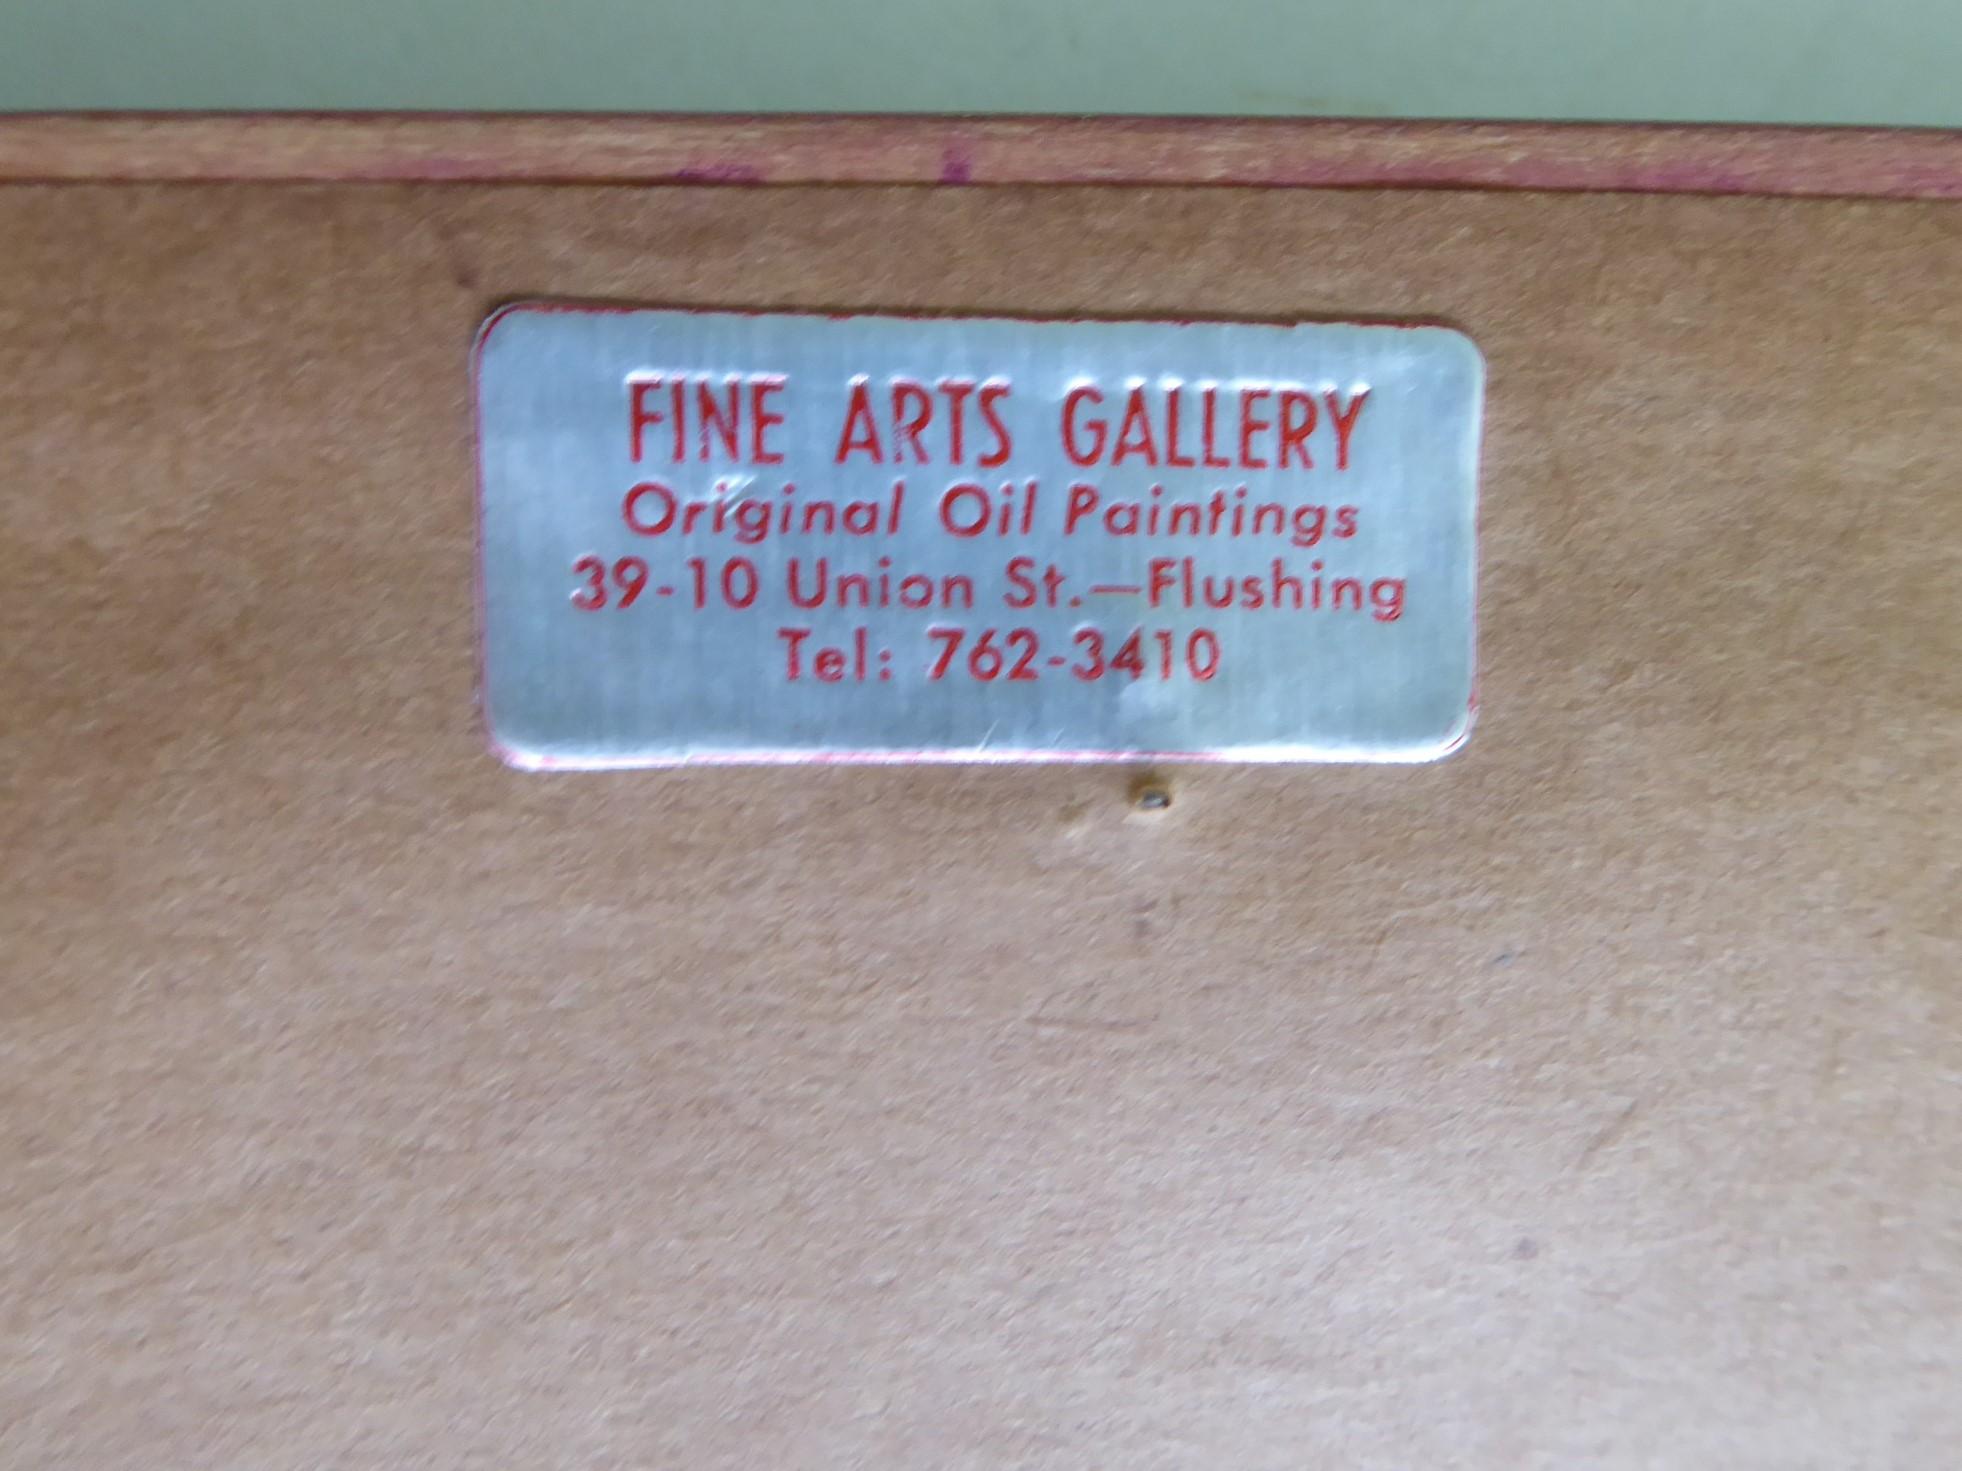 FINE ARTS GALLERY
Original Oil Paintings
39-10 Union St.—Flushing
Tel: 762-3410